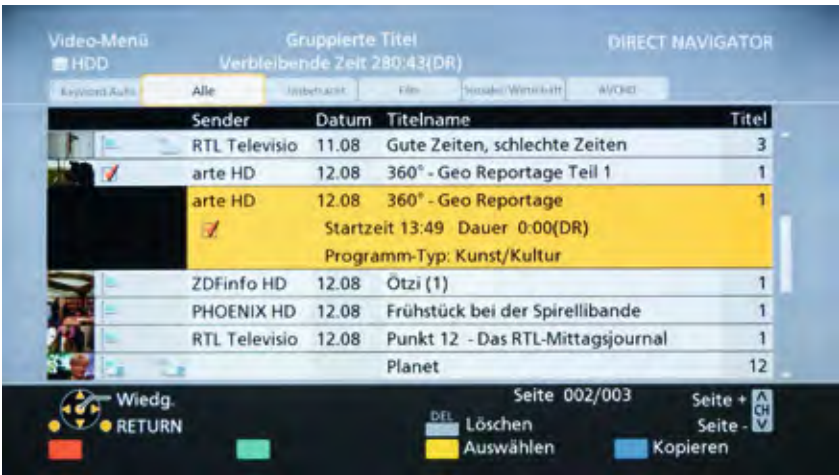 Video-Menü Gruppierte Titel DIRECT NAVIGATOR
HDD Verbleibende Zeit 280:43(DR)
Alle Film AVCHD
Sender Datum Titelname Titel
RTL Televisio 11.08 Gute Zeiten, schlechte Zeiten 3
arte HD 12.08 360° - Geo Reportage Teil 1 1
arte HD 12.08 360° - Geo Reportage 1
Startzeit 13:49 Dauer 0:00(DR)
Programm-Typ: Kunst/Kultur
ZDFinfo HD 12.08 Ötzi (1) 1
PHOENIX HD 12.08 Frühstück bei der Spirellibande 1
RTL Televisio 12.08 Punkt 12 - Das RTL-Mittagsjournal 1
Planet 12
Wiedg. Seite 002/003 Seite + CH
RETURN DEL Löschen Seite -
Auswählen Kopieren